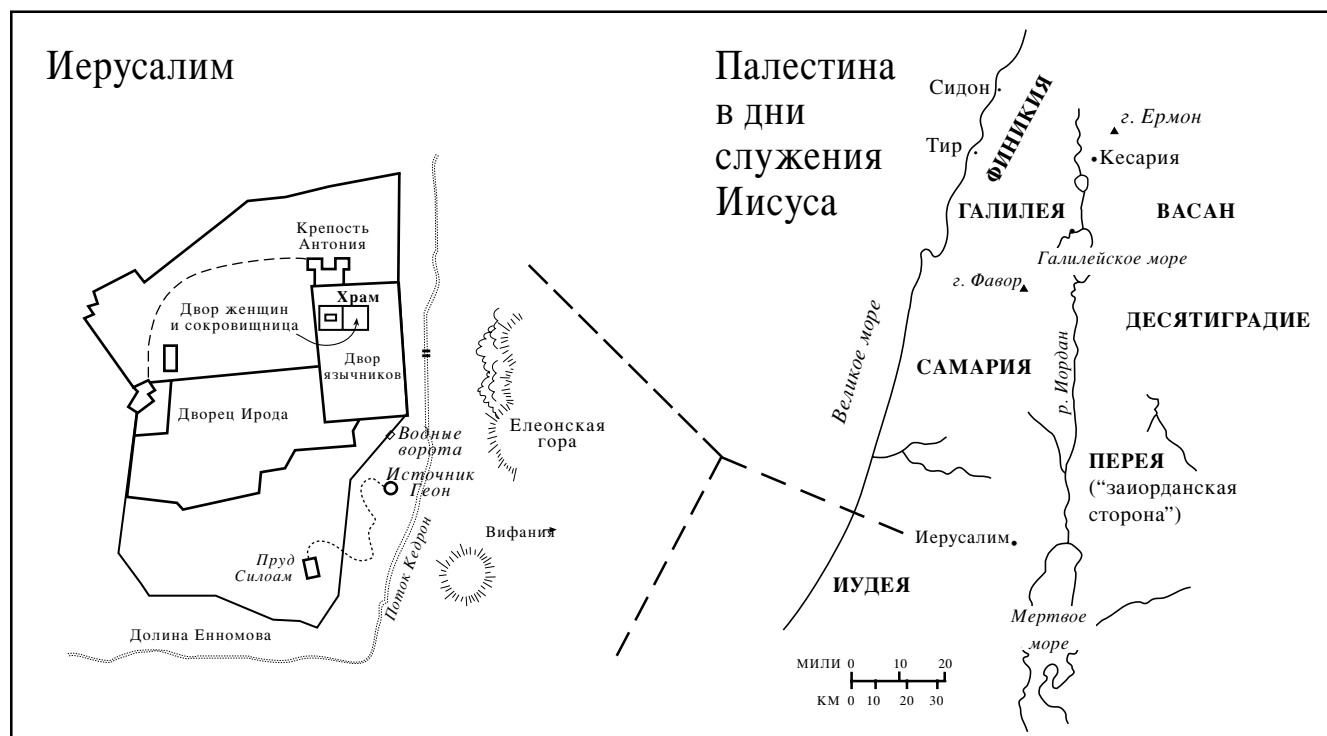 Иерусалим
Крепость
Антония
Храм
Двор женщин
и сокровищница
Двор
язычников
Дворец Ирода
Водные
ворота
Источник
Геон
Елеонская
гора
Вифания
Пруд
Силоам
Поток Кедрон
Долина Енномова
Палестина
в дни
служения
Иисуса
Сидон
ФИНИКИЯ
г. Ермон
Тир
Кесария
ГАЛИЛЕЯ
ВАСАН
Галилейское море
г. Фавор
ДЕСЯТИГРАДИЕ
Великое море
САМАРИЯ
р. Иордан
ПЕРЕЯ
(“заиорданская
сторона”)
Иерусалим
ИУДЕЯ
Мертвое
море
МИЛИ 0 10 20
КМ 0 10 20 30